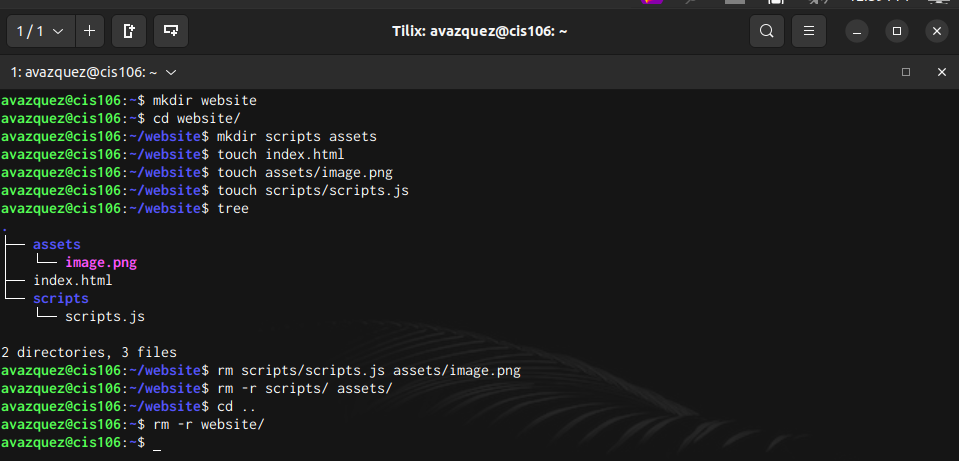 1 / 1
Tilix: avazquez@cis106: ~
1: avazquez@cis106: ~
avazquez@cis106:~$ mkdir website
avazquez@cis106:~$ cd website/
avazquez@cis106:~/website$ mkdir scripts assets
avazquez@cis106:~/website$ touch index.html
avazquez@cis106:~/website$ touch assets/image.png
avazquez@cis106:~/website$ touch scripts/scripts.js
avazquez@cis106:~/website$ tree
.
├── assets
│   └── image.png
├── index.html
└── scripts
    └── scripts.js
2 directories, 3 files
avazquez@cis106:~/website$ rm scripts/scripts.js assets/image.png
avazquez@cis106:~/website$ rm -r scripts/ assets/
avazquez@cis106:~/website$ cd ..
avazquez@cis106:~$ rm -r website/
avazquez@cis106:~$ _